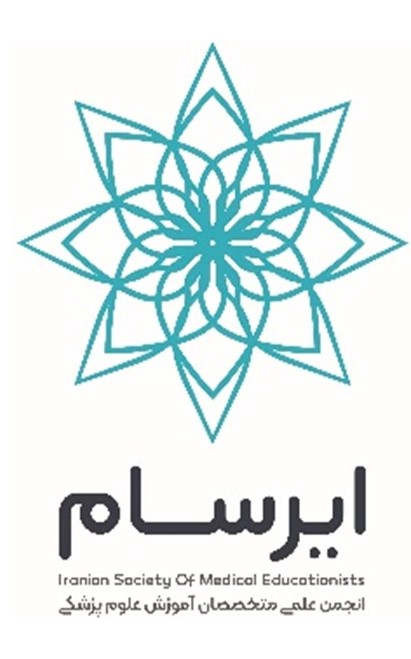 ایرسام
Iranian Society Of Medical Educationists
انجمن علمی متخصصان آموزش علوم پزشکی